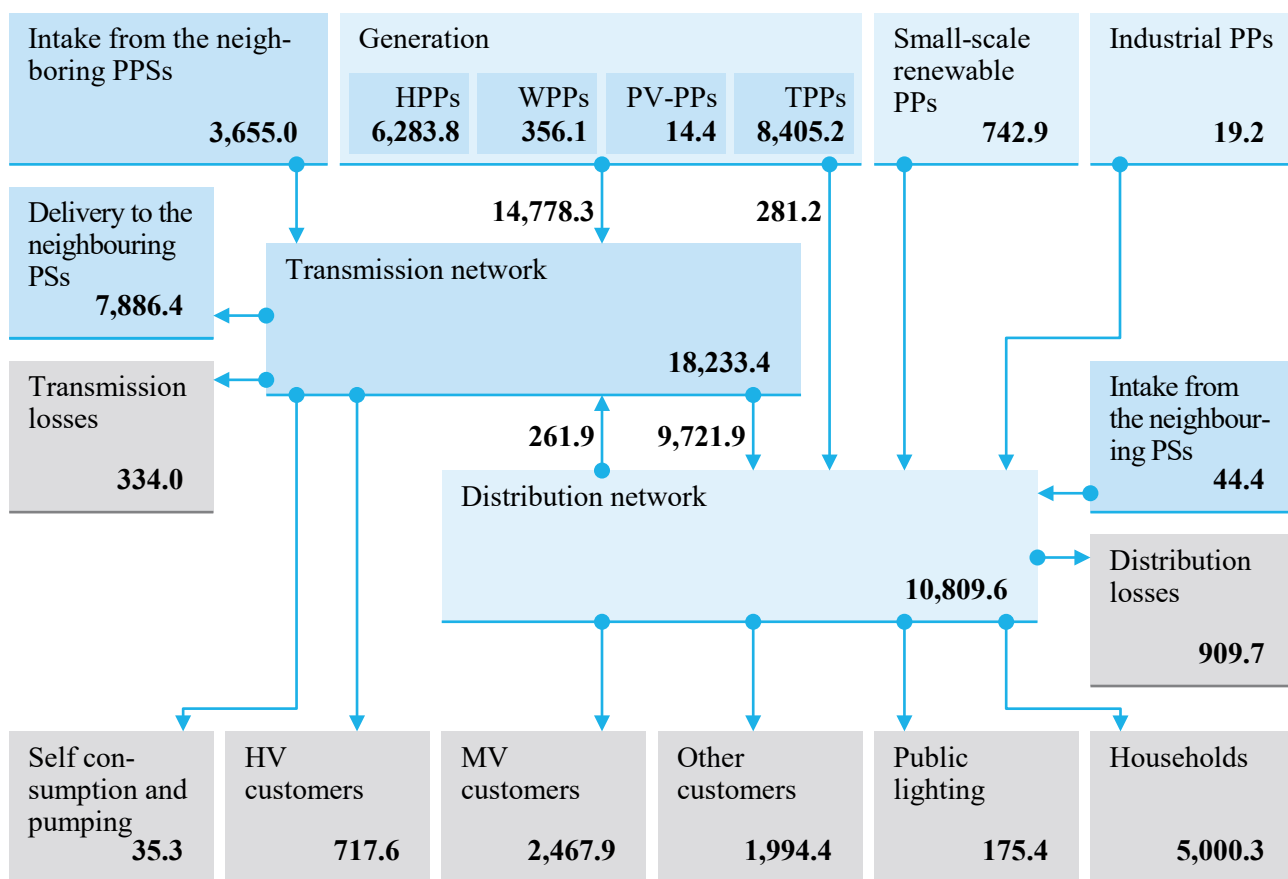 Intake from the neigh-
boring PPSs
3,655.0
Generation
HPPs
6,283.8
WPPs
356.1
PV-PPs
14.4
TPPs
8,405.2
Small-scale
renewable
PPs
742.9
Industrial PPs
19.2
Delivery to the
neighbouring
PSs
7,886.4
14,778.3
281.2
Transmission network
18,233.4
Transmission
losses
334.0
261.9
9,721.9
Intake from
the neighbour-
ing PSs
44.4
Distribution network
10,809.6
Distribution
losses
909.7
Self con-
sumption and
pumping
35.3
HV
customers
717.6
MV
customers
2,467.9
Other
customers
1,994.4
Public
lighting
175.4
Households
5,000.3